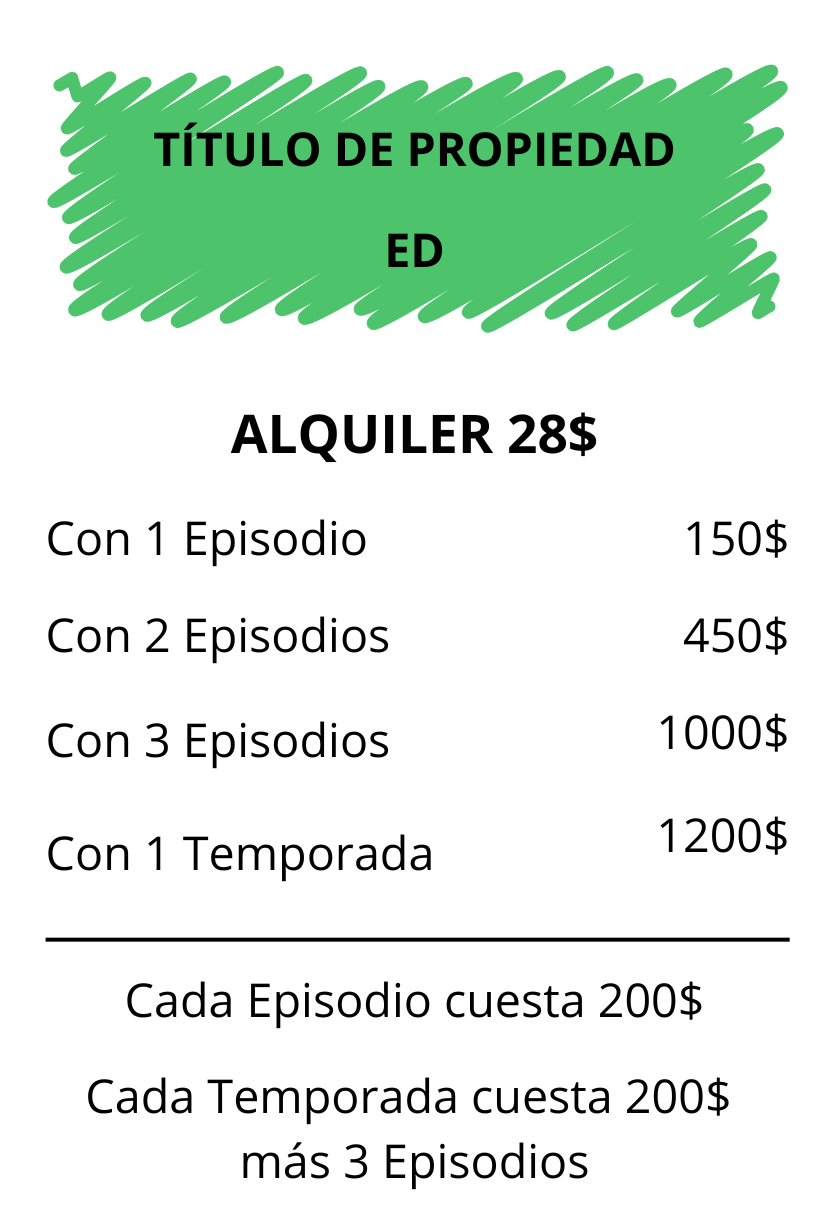 TÍTULO DE PROPIEDAD
ED
ALQUILER 28$
Con 1 Episodio 150$
Con 2 Episodios 450$
Con 3 Episodios 1000$
Con 1 Temporada 1200$
Cada Episodio cuesta 200$
Cada Temporada cuesta 200$
más 3 Episodios